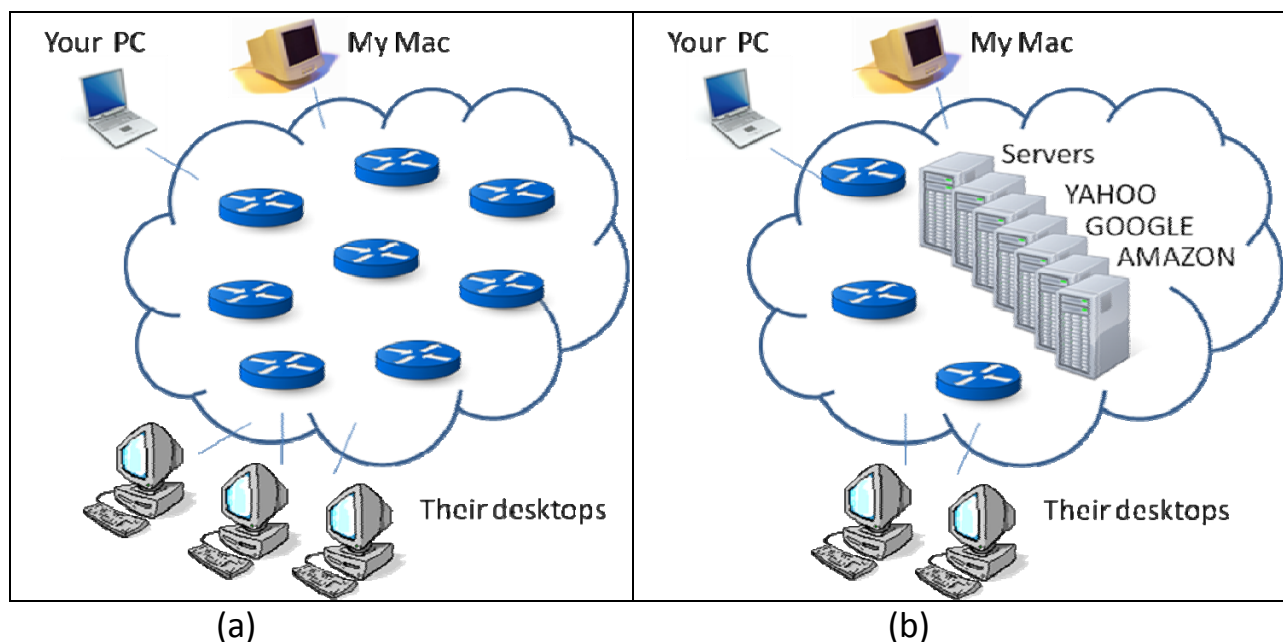 Your PC
My Mac
Their desktops
(a)
Your PC
My Mac
Servers
YAHOO
GOOGLE
AMAZON
Their desktops
(b)